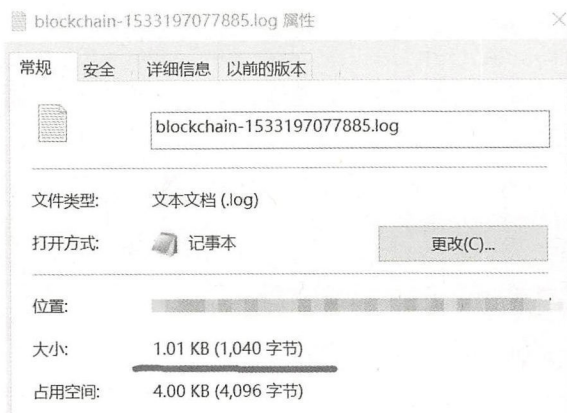 blockchain-1533197077885.log 属性
常规 安全 详细信息 以前的版本
blockchain-1533197077885.log
文件类型: 文本文档 (.log)
打开方式: 记事本 更改(C)...
位置:
大小: 1.01 KB (1,040 字节)
占用空间: 4.00 KB (4,096 字节)